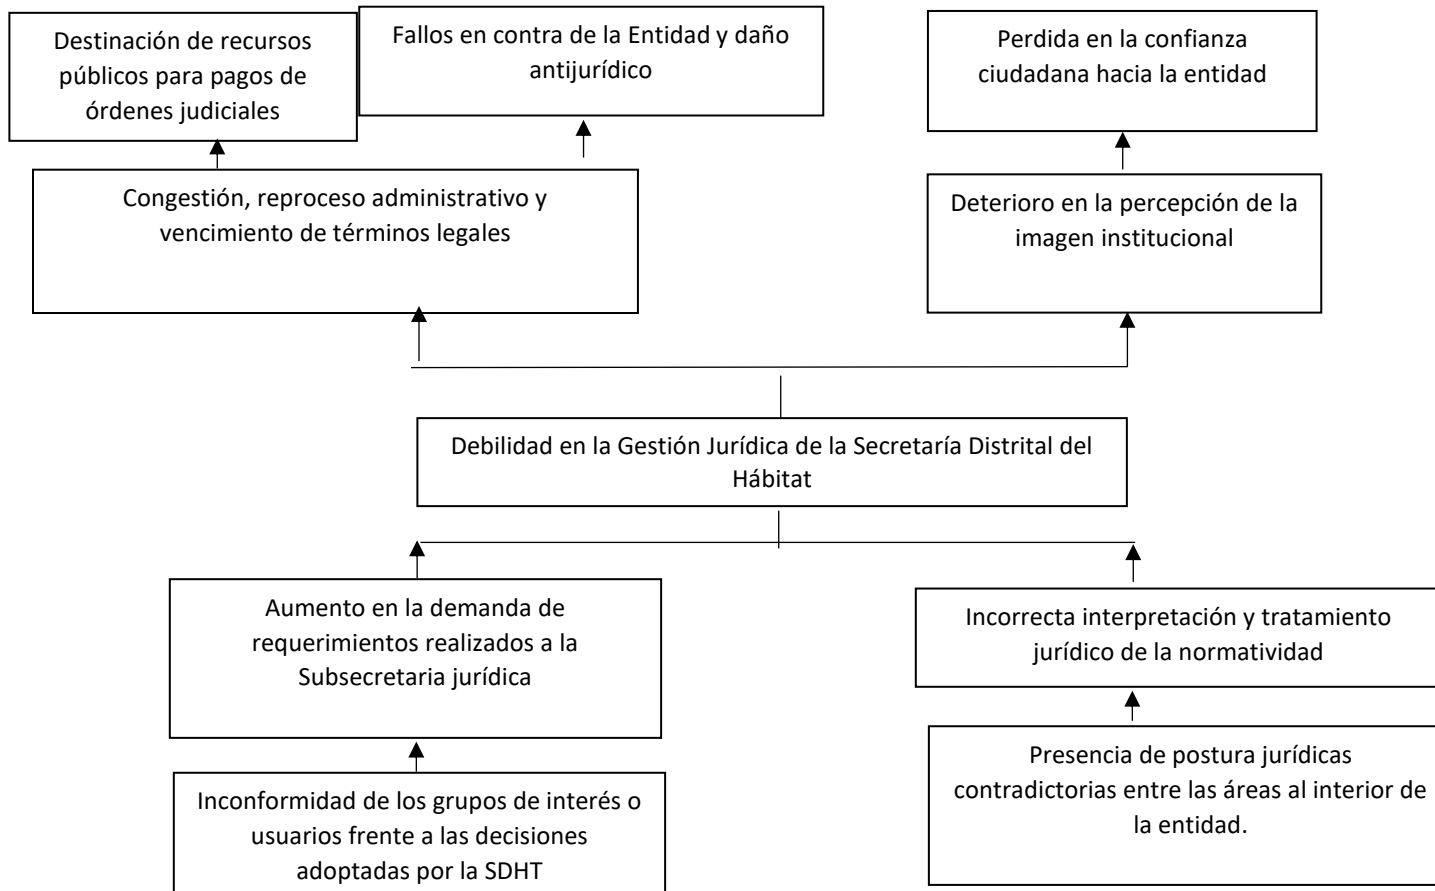 Destinación de recursos
públicos para pagos de
órdenes judiciales
Fallos en contra de la Entidad y daño
antijurídico
Perdida en la confianza
ciudadana hacia la entidad
Congestión, reproceso administrativo y
vencimiento de términos legales
Deterioro en la percepción de la
imagen institucional
Debilidad en la Gestión Jurídica de la Secretaría Distrital del
Hábitat
Aumento en la demanda de
requerimientos realizados a la
Subsecretaria jurídica
Incorrecta interpretación y tratamiento
jurídico de la normatividad
Inconformidad de los grupos de interés o
usuarios frente a las decisiones
adoptadas por la SDHT
Presencia de postura jurídicas
contradictorias entre las áreas al interior de
la entidad.